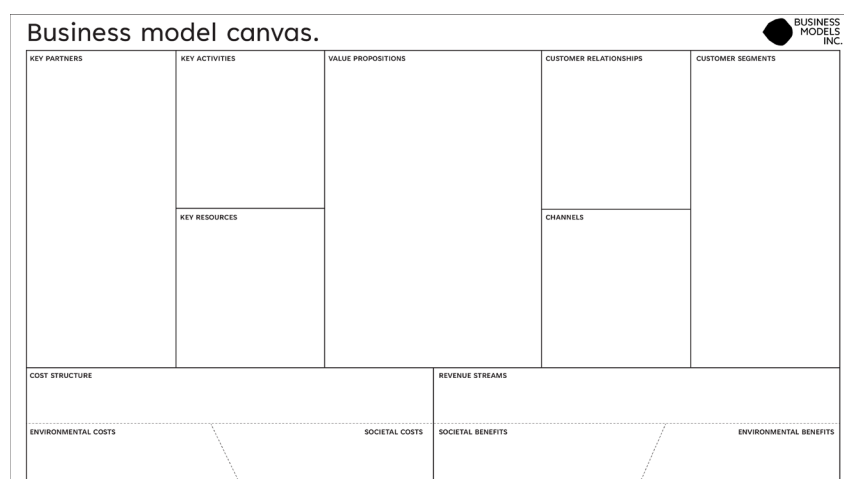 Business model canvas.
BUSINESS
MODELS
INC.
KEY PARTNERS
KEY ACTIVITIES
VALUE PROPOSITIONS
CUSTOMER RELATIONSHIPS
CUSTOMER SEGMENTS
KEY RESOURCES
CHANNELS
COST STRUCTURE
REVENUE STREAMS
ENVIRONMENTAL COSTS
SOCIETAL COSTS
SOCIETAL BENEFITS
ENVIRONMENTAL BENEFITS